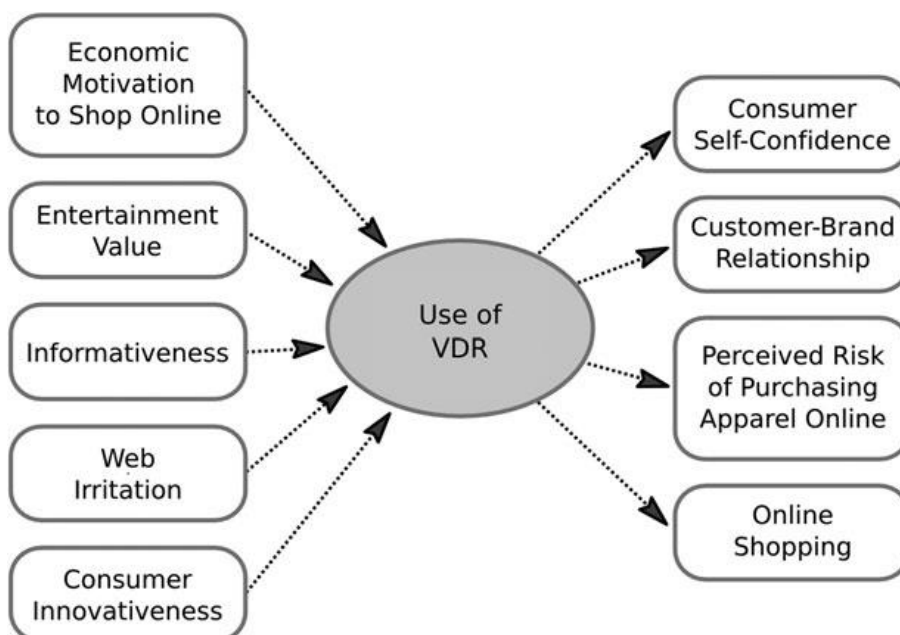 Economic
Motivation
to Shop Online
Entertainment
Value
Informativeness
Web
Irritation
Consumer
Innovativeness
Use of
VDR
Consumer
Self-Confidence
Customer-Brand
Relationship
Perceived Risk
of Purchasing
Apparel Online
Online
Shopping